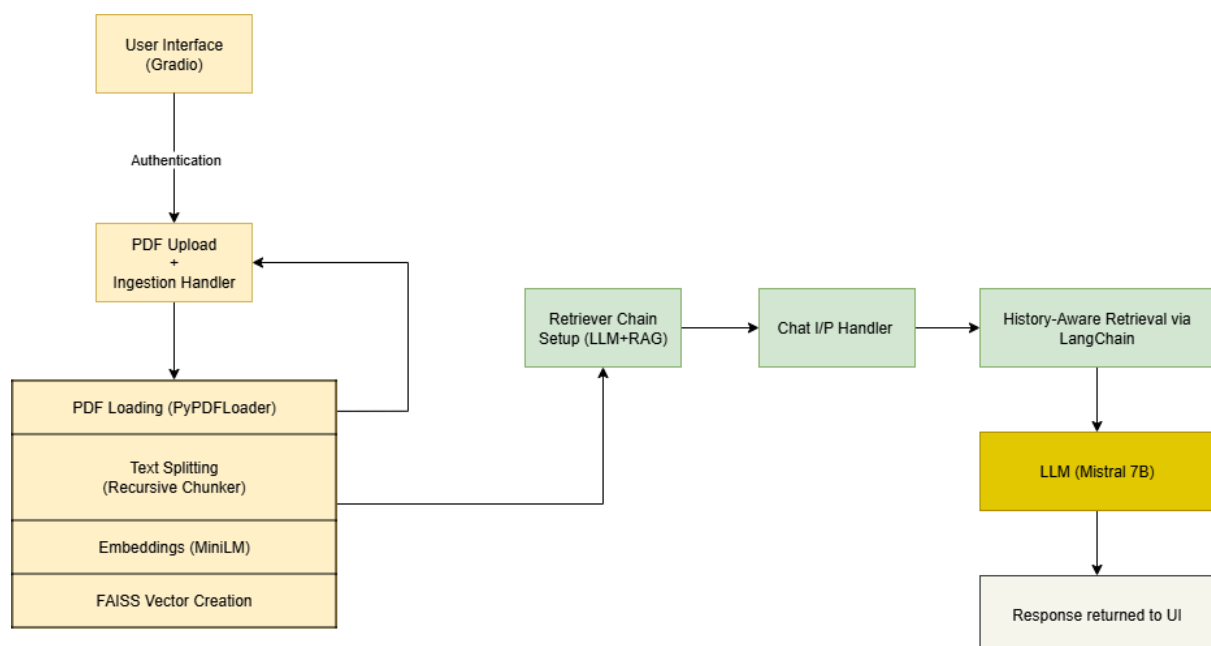 User Interface
(Gradio)
Authentication
PDF Upload
+
Ingestion Handler
PDF Loading (PyPDFLoader)
Text Splitting
(Recursive Chunker)
Embeddings (MiniLM)
FAISS Vector Creation
Retriever Chain
Setup (LLM+RAG)
Chat I/P Handler
History-Aware Retrieval via
LangChain
LLM (Mistral 7B)
Response returned to UI